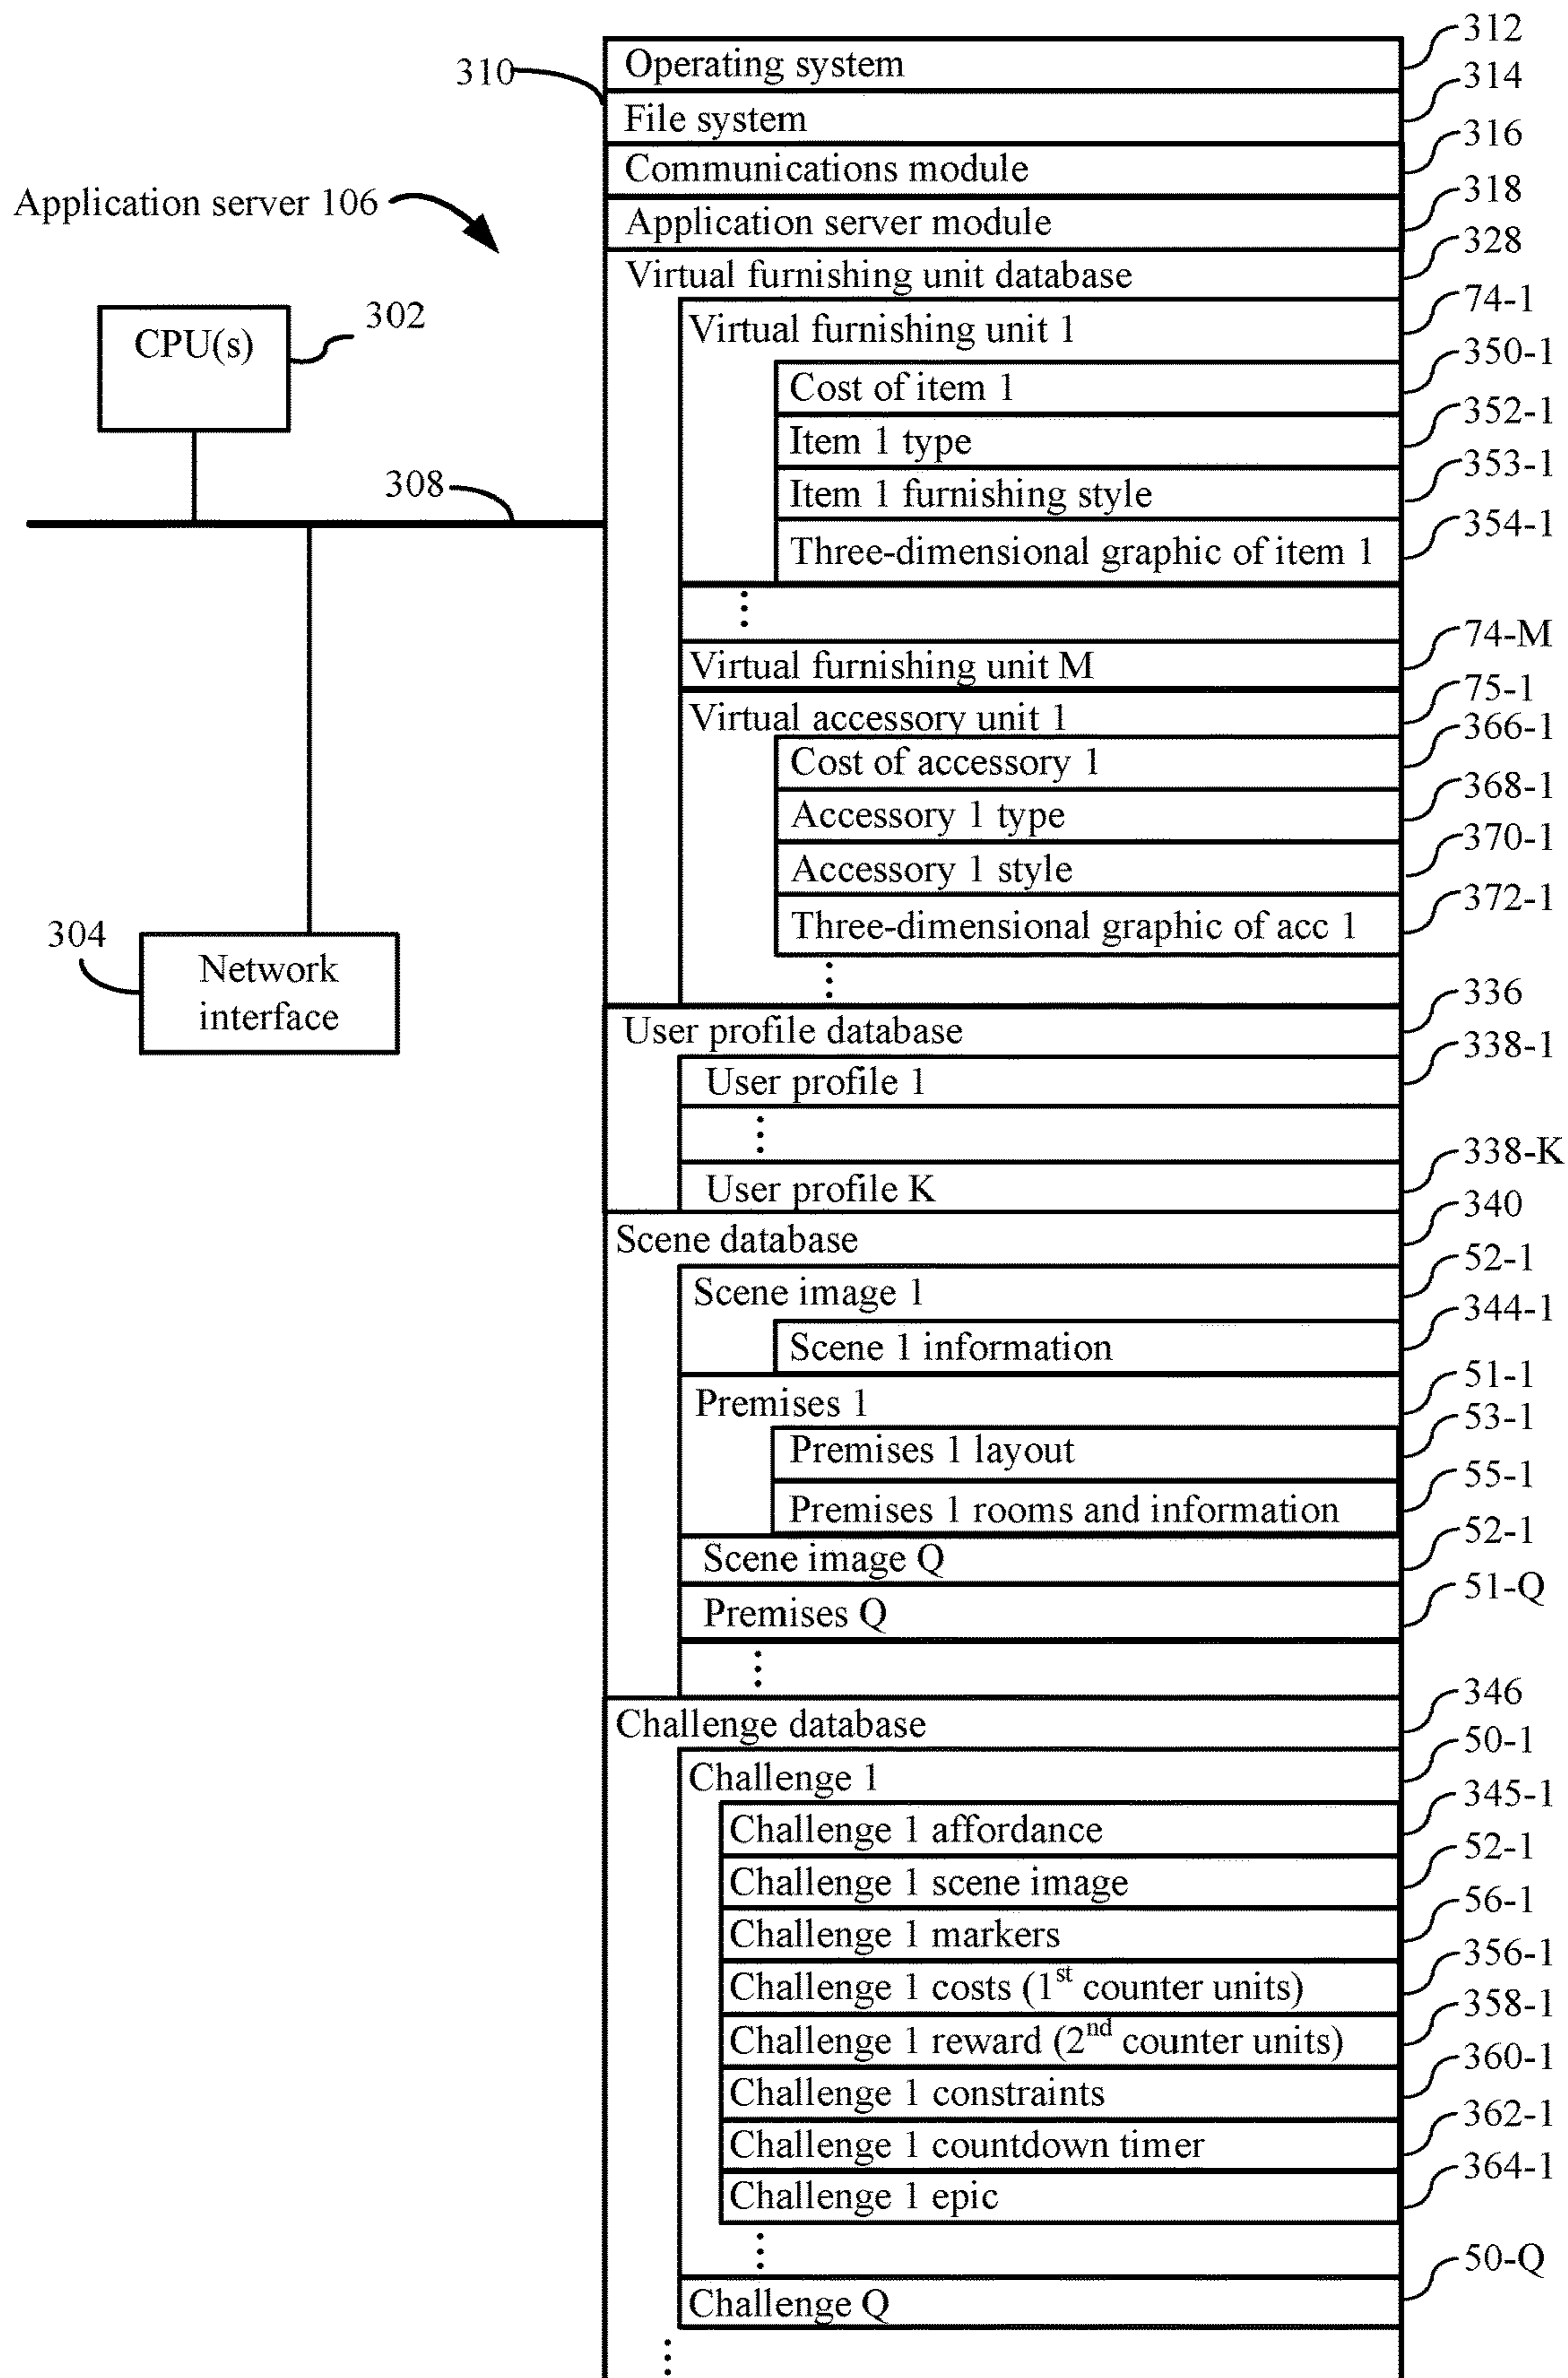 310
Application server 106
CPU(s)
302
308
304
Network
interface
Operating system
312
File system
314
Communications module
316
Application server module
318
Virtual furnishing unit database
328
Virtual furnishing unit 1
74-1
Cost of item 1
350-1
Item 1 type
352-1
Item 1 furnishing style
353-1
Three-dimensional graphic of item 1
354-1
⋮
Virtual furnishing unit M
74-M
Virtual accessory unit 1
75-1
Cost of accessory 1
366-1
Accessory 1 type
368-1
Accessory 1 style
370-1
Three-dimensional graphic of acc 1
372-1
⋮
User profile database
336
User profile 1
338-1
⋮
User profile K
338-K
Scene database
340
Scene image 1
52-1
Scene 1 information
344-1
Premises 1
51-1
Premises 1 layout
53-1
Premises 1 rooms and information
55-1
Scene image Q
52-1
Premises Q
51-Q
⋮
Challenge database
346
Challenge 1
50-1
Challenge 1 affordance
345-1
Challenge 1 scene image
52-1
Challenge 1 markers
56-1
Challenge 1 costs (1st counter units)
356-1
Challenge 1 reward (2nd counter units)
358-1
Challenge 1 constraints
360-1
Challenge 1 countdown timer
362-1
Challenge 1 epic
364-1
⋮
Challenge Q
50-Q
⋮